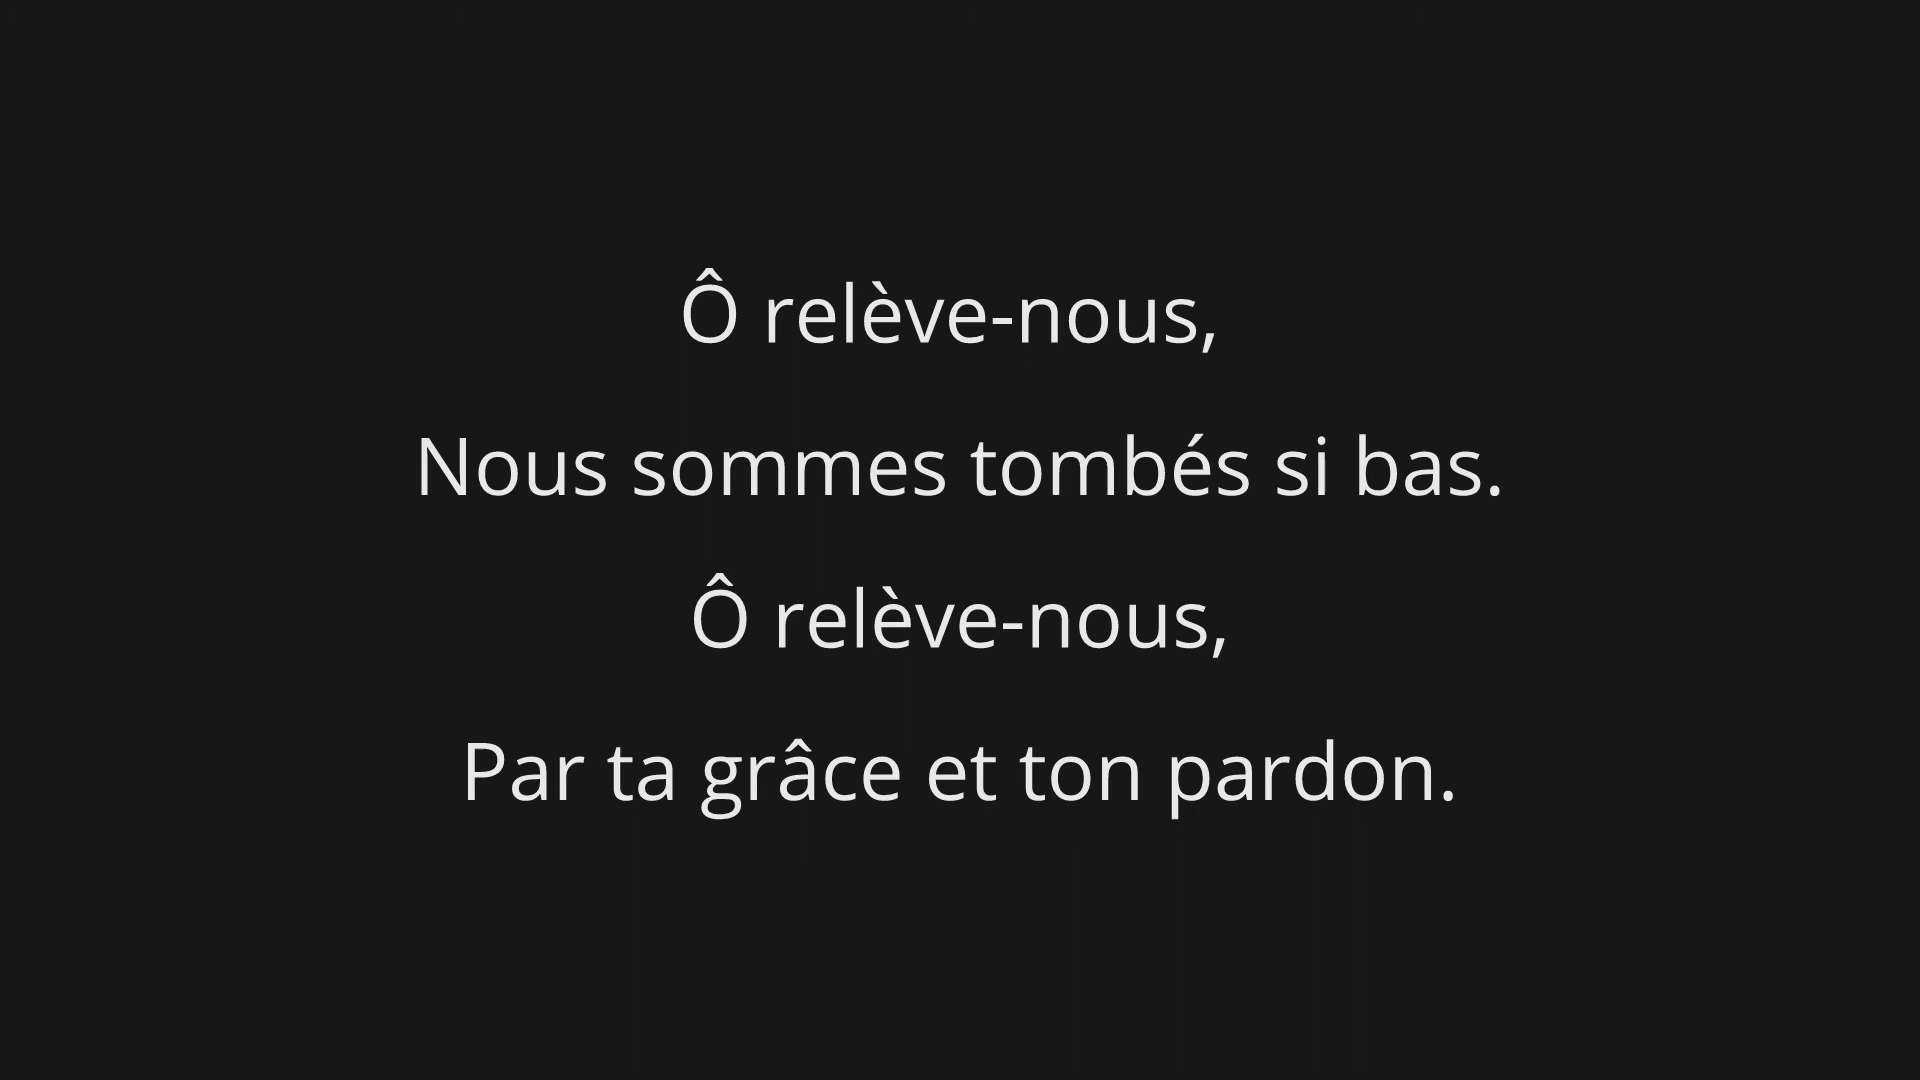 Ô relève-nous,
Nous sommes tombés si bas.
Ô relève-nous,
Par ta grâce et ton pardon.